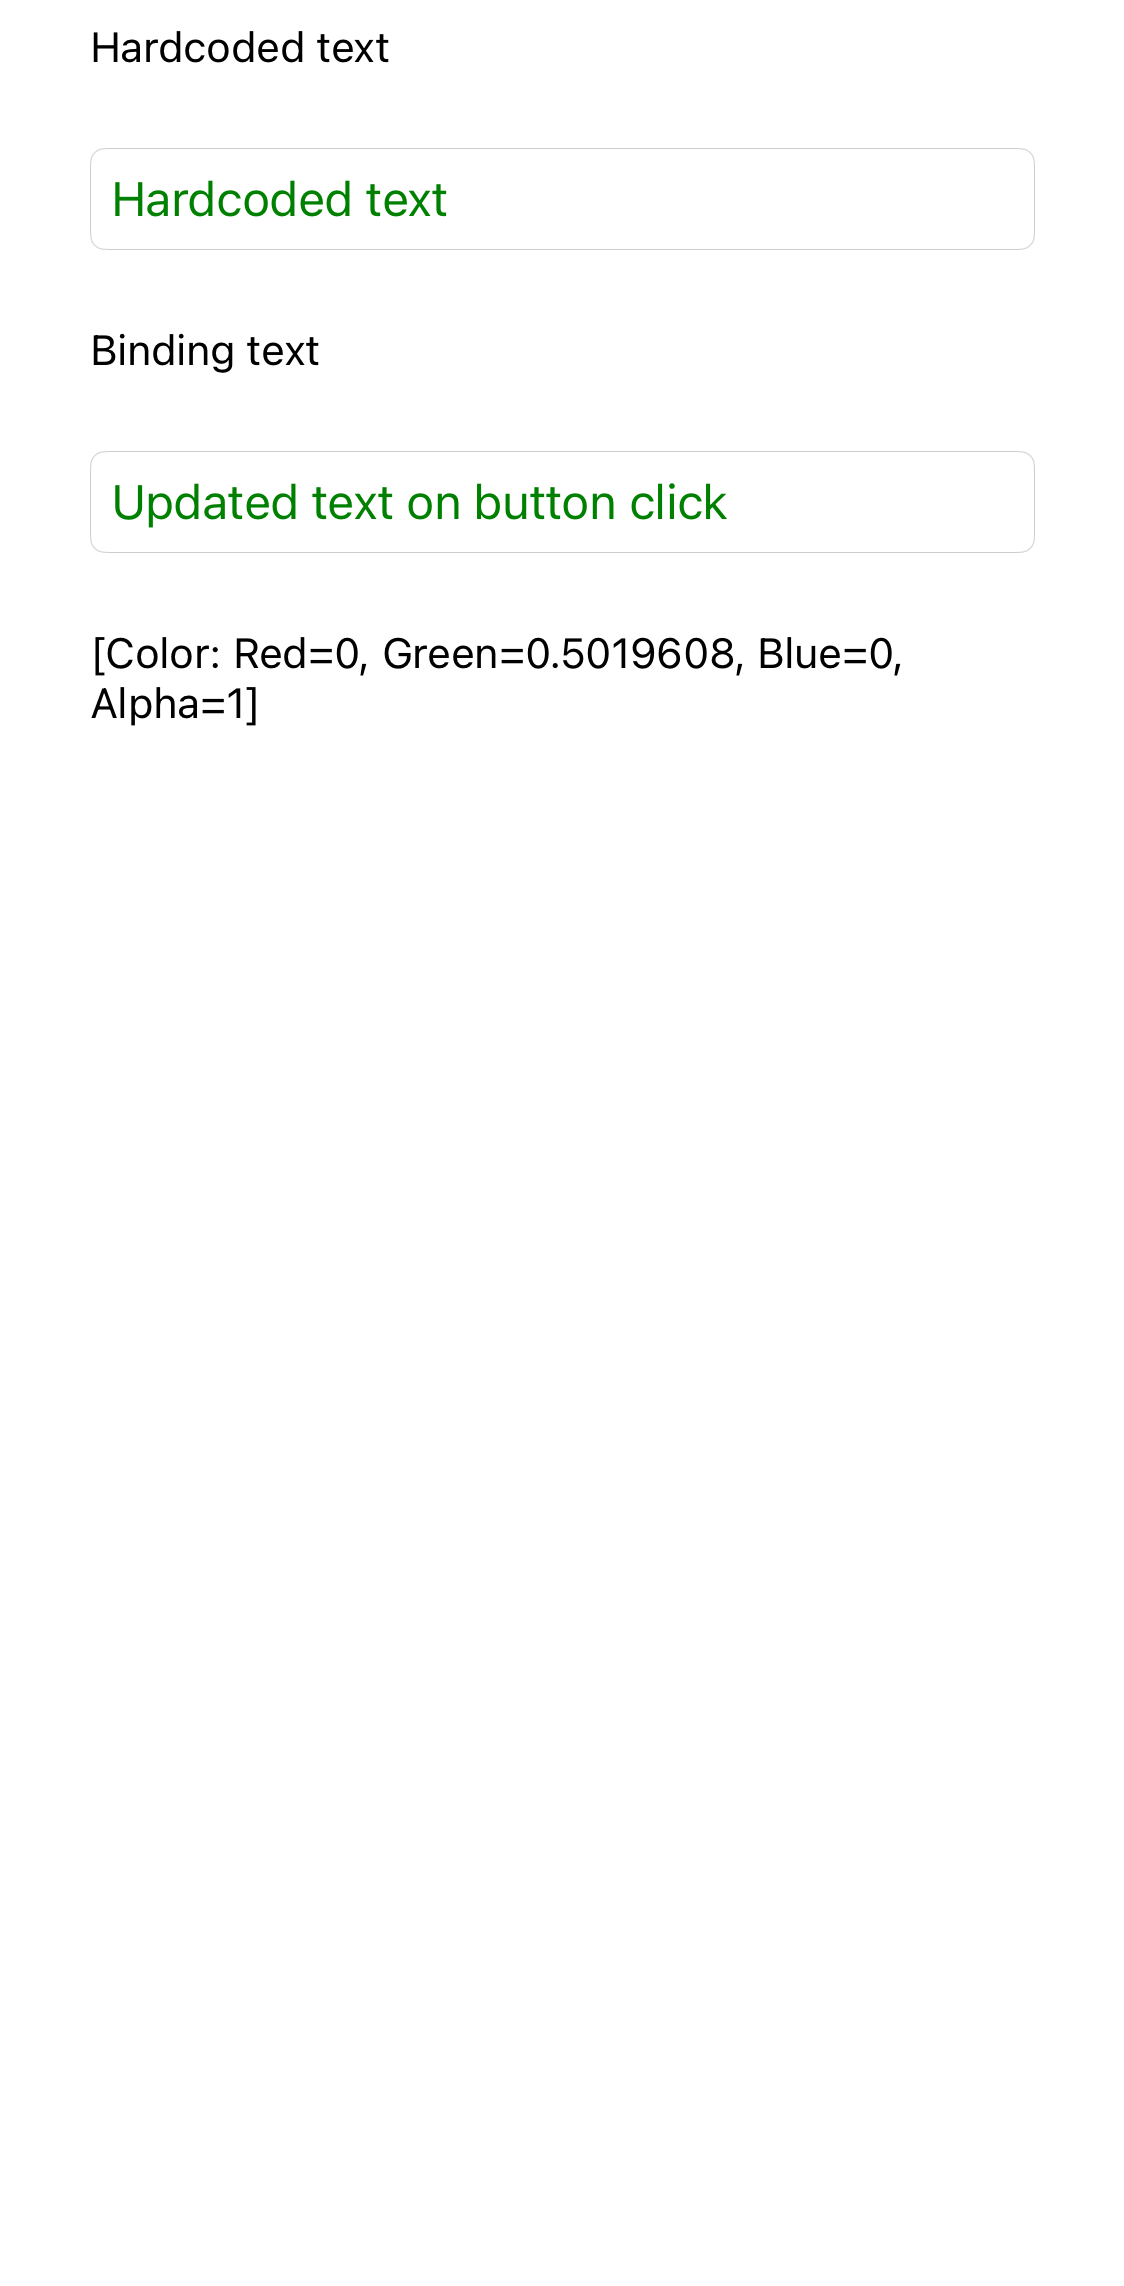 Hardcoded text
Hardcoded text
Binding text
Updated text on button click
[Color: Red=0, Green=0.5019608, Blue=0,
Alpha=1]